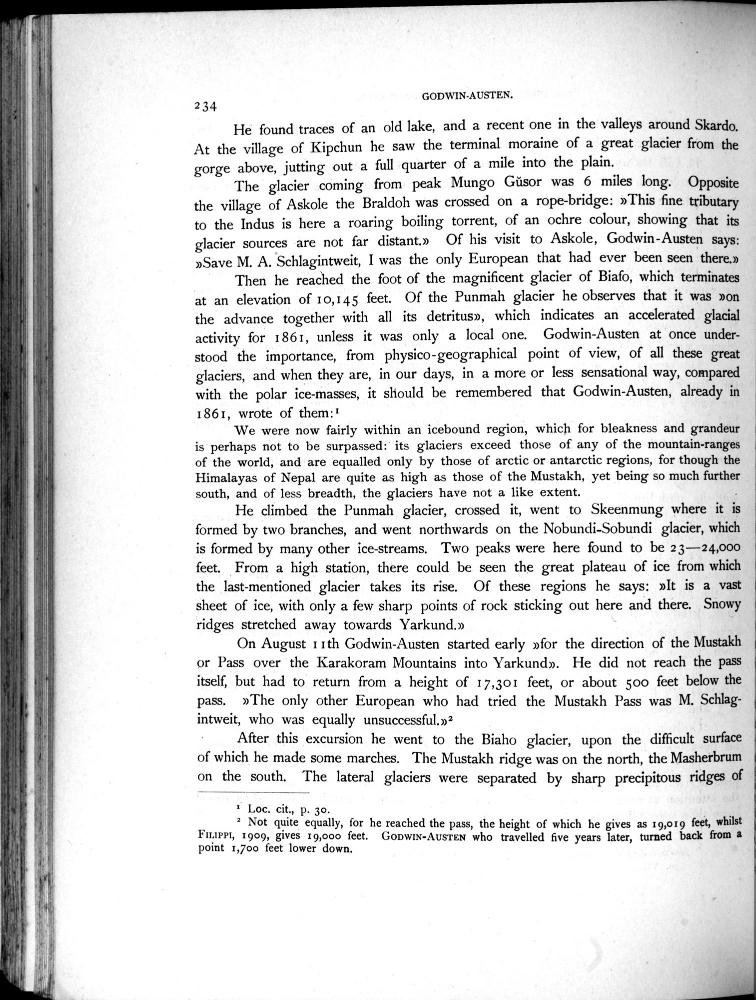 GODWIN-AUSTEN.
234
He found traces of an old lake, and a recent one in the valleys around Skardo.
At the village of Kipchun he saw the terminal moraine of a great glacier from the
gorge above, jutting out a full quarter of a mile into the plain.
The glacier coming from peak Mungo Gŭsor was 6 miles long. Opposite
the village of Askole the Braldoh was crossed on a rope-bridge: »This fine tributary
to the Indus is here a roaring boiling torrent, of an ochre colour, showing that its
glacier sources are not far distant.» Of his visit to Askole, Godwin-Austen says:
»Save M. A. Schlagintweit, I was the only European that had ever been seen there.»
Then he reached the foot of the magnificent glacier of Biafo, which terminates
at an elevation of 10,145 feet. Of the Punmah glacier he observes that it was »on
the advance together with all its detritus», which indicates an accelerated glacial
activity for 1861, unless it was only a local one. Godwin-Austen at once under-
stood the importance, from physico-geographical point of view, of all these great
glaciers, and when they are, in our days, in a more or less sensational way, compared
with the polar ice-masses, it should be remembered that Godwin-Austen, already in
1861, wrote of them:¹
We were now fairly within an icebound region, which for bleakness and grandeur
is perhaps not to be surpassed: its glaciers exceed those of any of the mountain-ranges
of the world, and are equalled only by those of arctic or antarctic regions, for though the
Himalayas of Nepal are quite as high as those of the Mustakh, yet being so much further
south, and of less breadth, the glaciers have not a like extent.
He climbed the Punmah glacier, crossed it, went to Skeenmung where it is
formed by two branches, and went northwards on the Nobundi-Sobundi glacier, which
is formed by many other ice-streams. Two peaks were here found to be 23—24,000
feet. From a high station, there could be seen the great plateau of ice from which
the last-mentioned glacier takes its rise. Of these regions he says: »It is a vast
sheet of ice, with only a few sharp points of rock sticking out here and there. Snowy
ridges stretched away towards Yarkund.»
On August 11th Godwin-Austen started early »for the direction of the Mustakh
or Pass over the Karakoram Mountains into Yarkund». He did not reach the pass
itself, but had to return from a height of 17,301 feet, or about 500 feet below the
pass. »The only other European who had tried the Mustakh Pass was M. Schlag-
intweit, who was equally unsuccessful.»²
After this excursion he went to the Biaho glacier, upon the difficult surface
of which he made some marches. The Mustakh ridge was on the north, the Masherbrum
on the south. The lateral glaciers were separated by sharp precipitous ridges of
¹ Loc. cit., p. 30.
² Not quite equally, for he reached the pass, the height of which he gives as 19,019 feet, whilst
FILIPPI, 1909, gives 19,000 feet. GODWIN-AUSTEN who travelled five years later, turned back from a
point 1,700 feet lower down.